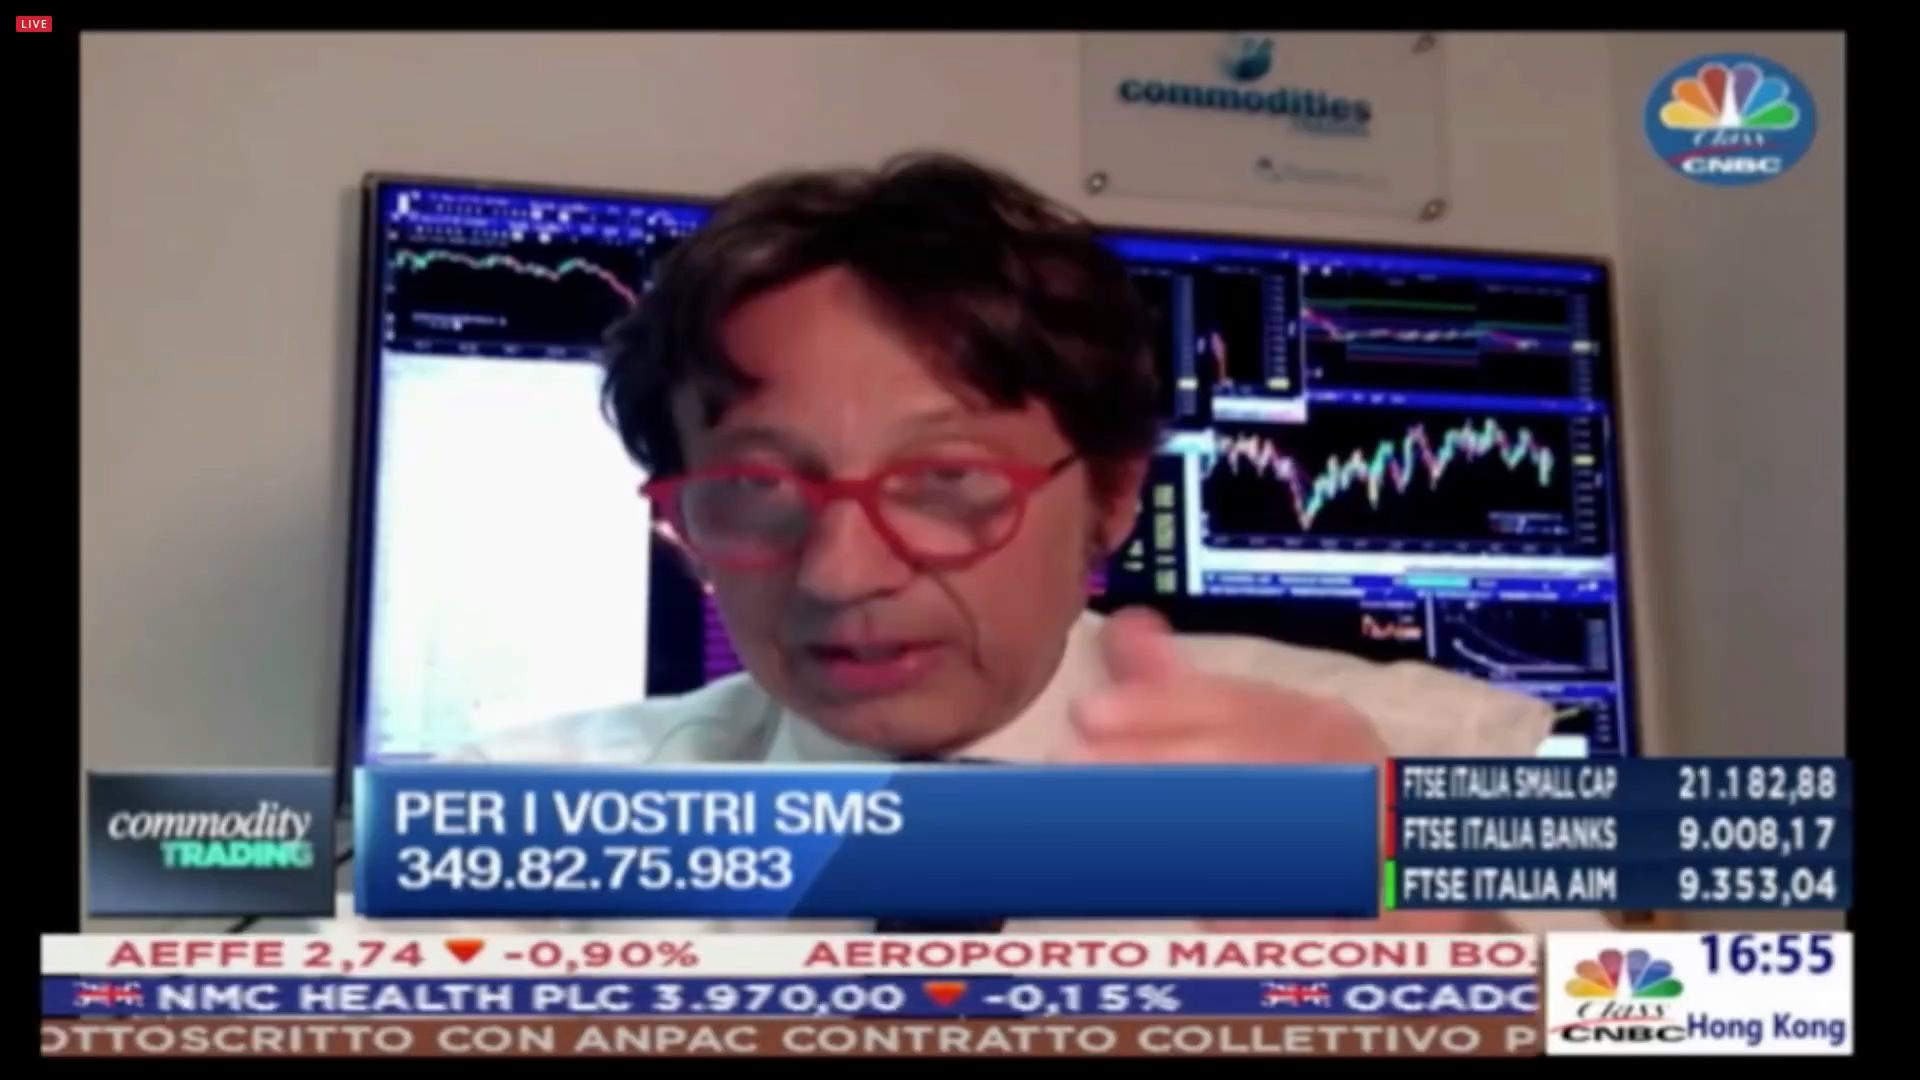 LIVE
commodities
Class
CNBC
commodity
TRADING
PER I VOSTRI SMS
349.82.75.983
FTSE ITALIA SMALL CAP 21.182,88
FTSE ITALIA BANKS 9.008,17
FTSE ITALIA AIM 9.353,04
AEFFE 2,74 -0,90% AEROPORTO MARCONI BO.
NMC HEALTH PLC 3.970,00 -0,15% OCADO
OTTOSCRITTO CON ANPAC CONTRATTO COLLETTIVO P
16:55
Class
CNBC
Hong Kong